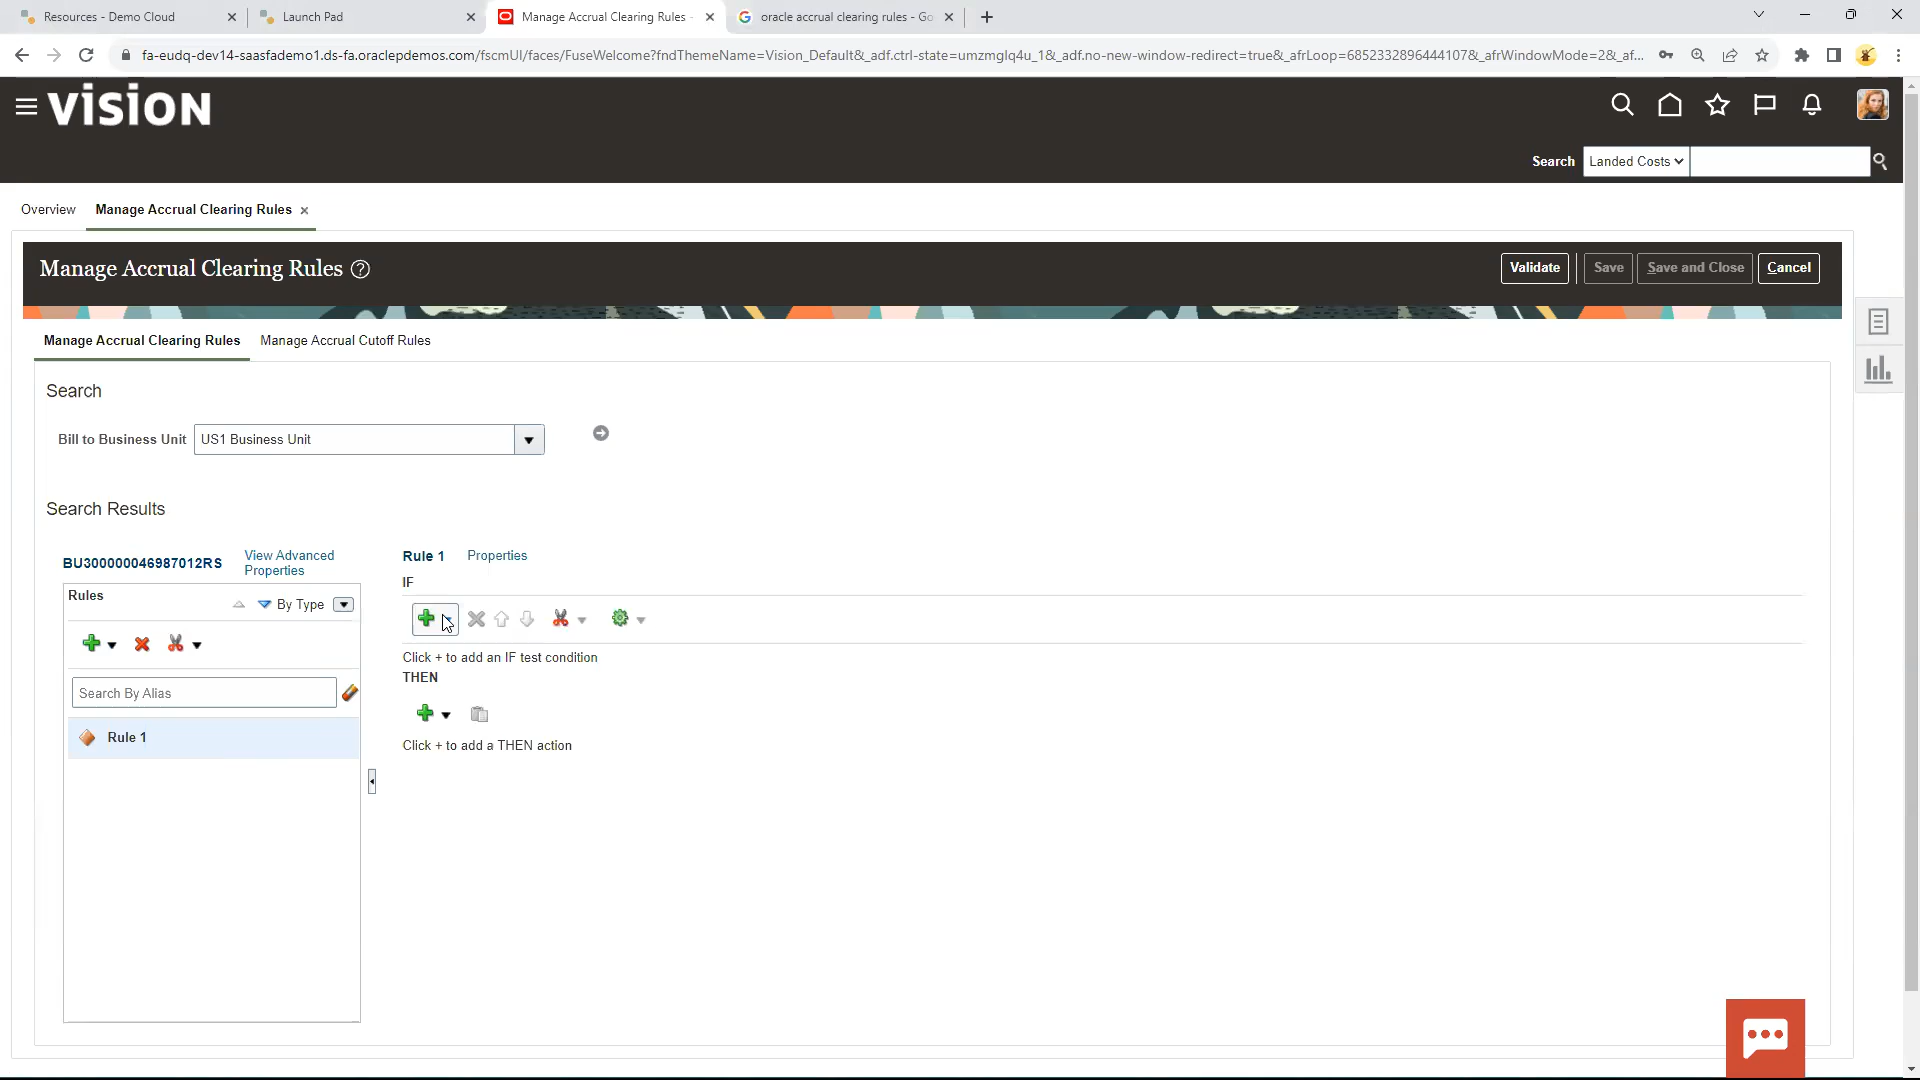 Resources - Demo Cloud
Launch Pad
Manage Accrual Clearing Rules -
oracle accrual clearing rules - Go
fa-eudq-dev14-saasfademo1.ds-fa.oraclepdemos.com/fscmUI/faces/FuseWelcome?fndThemeName=Vision_Default&_adf.ctrl-state=umzmglq4u_1&_adf.no-new-window-redirect=true&_afrLoop=6852332896444107&_afrWindowMode=2&_af...
vision
Search Landed Costs
Overview Manage Accrual Clearing Rules
Manage Accrual Clearing Rules ?
Validate Save Save and Close Cancel
Manage Accrual Clearing Rules Manage Accrual Cutoff Rules
Search
Bill to Business Unit US1 Business Unit
Search Results
BU300000046987012RS
View Advanced
Properties
Rules
By Type
Search By Alias
Rule 1
Rule 1 Properties
IF
Click + to add an IF test condition
THEN
Click + to add a THEN action